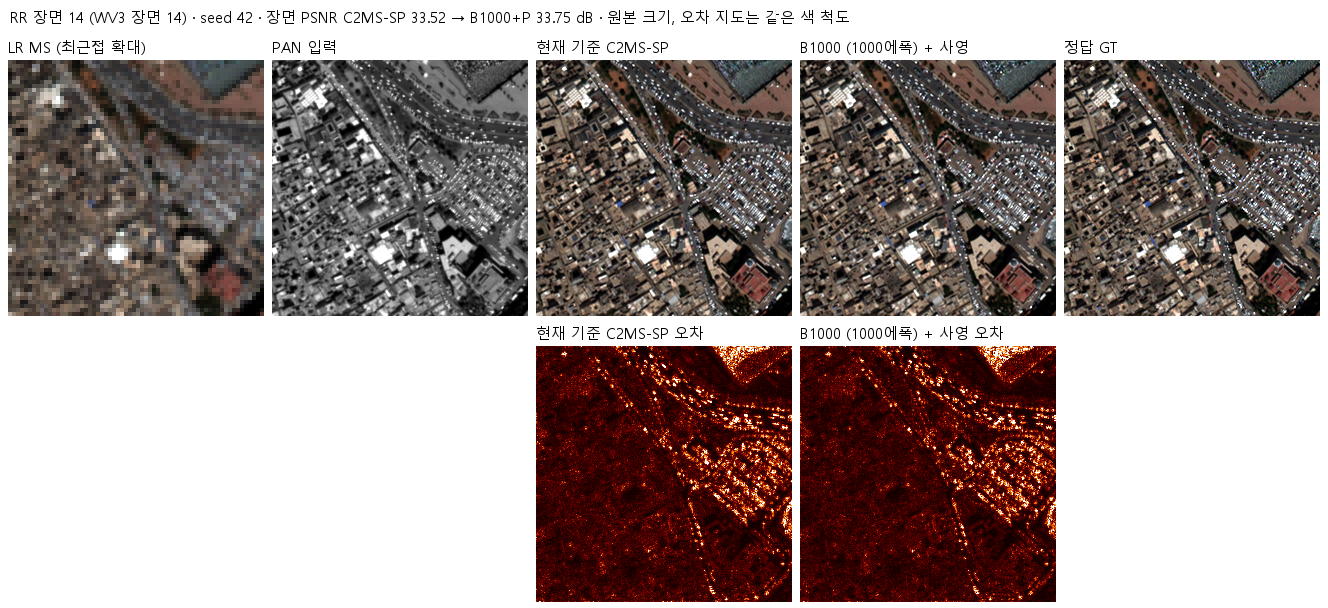 RR 장면 14 (WV3 장면 14) · seed 42 · 장면 PSNR C2MS-SP 33.52 → B1000+P 33.75 dB · 원본 크기, 오차 지도는 같은 색 척도
LR MS (최근접 확대)
PAN 입력
현재 기준 C2MS-SP
B1000 (1000에폭) + 사영
정답 GT
현재 기준 C2MS-SP 오차
B1000 (1000에폭) + 사영 오차